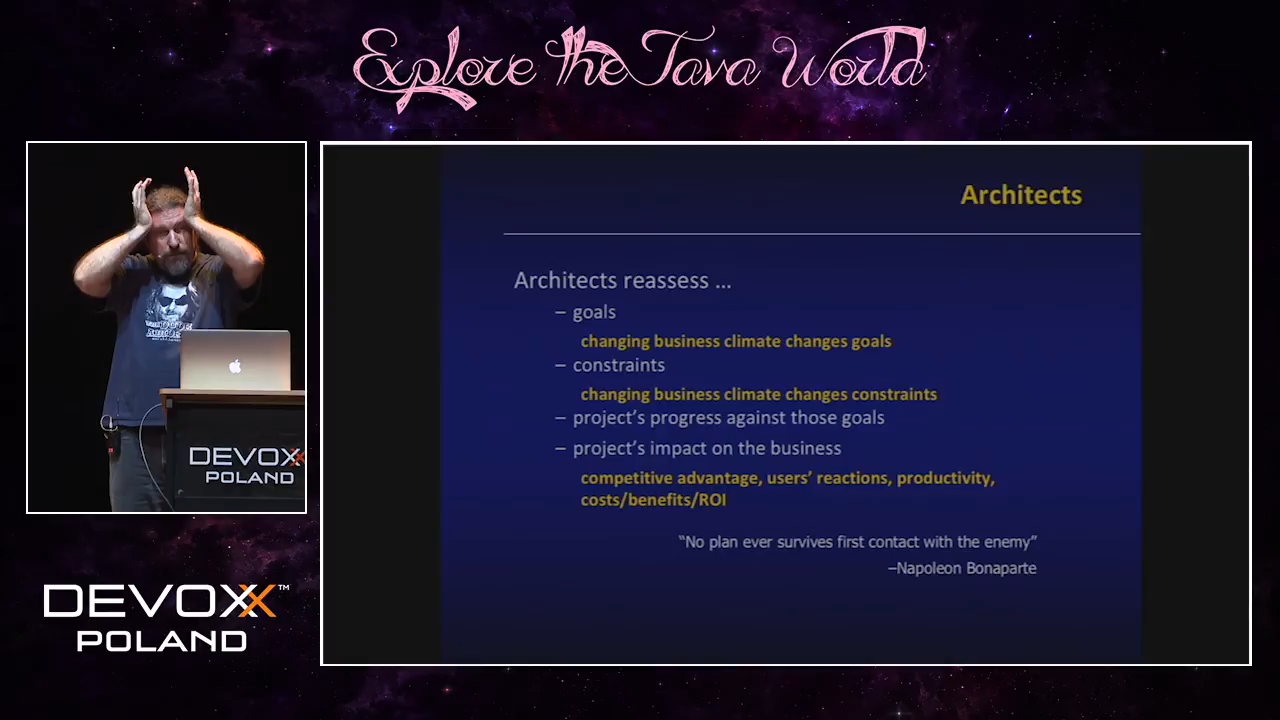 Explore the Java World
Architects
Architects reassess ...
– goals
changing business climate changes goals
– constraints
changing business climate changes constraints
– project's progress against those goals
– project's impact on the business
competitive advantage, users' reactions, productivity,
costs/benefits/ROI
“No plan ever survives first contact with the enemy”
–Napoleon Bonaparte
DEVOXX
POLAND
DEVOXX™
POLAND